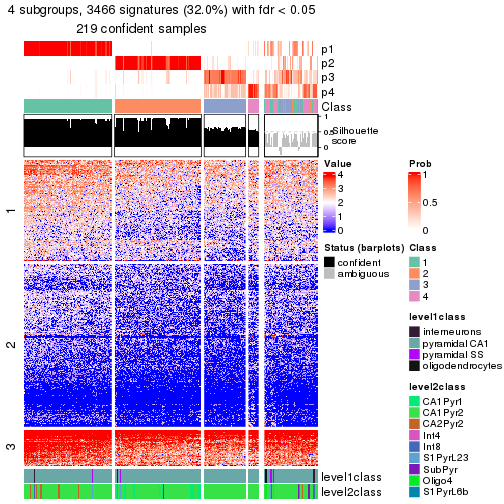 4 subgroups, 3466 signatures (32.0%) with fdr < 0.05
219 confident samples
p1
p2
p3
p4
Class
1
0.5
0
Silhouette
score
1
2
3
level1class
level2class
Value
4
3
2
1
0
Prob
1
0.5
0
Status (barplots)
confident
ambiguous
Class
1
2
3
4
level1class
interneurons
pyramidal CA1
pyramidal SS
oligodendrocytes
level2class
CA1Pyr1
CA1Pyr2
CA2Pyr2
Int4
Int8
S1PyrL23
SubPyr
Oligo4
S1PyrL6b